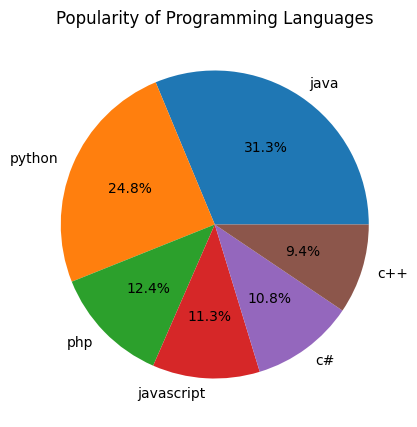 Popularity of Programming Languages
java
31.3%
python
24.8%
php
12.4%
javascript
11.3%
c#
10.8%
c++
9.4%